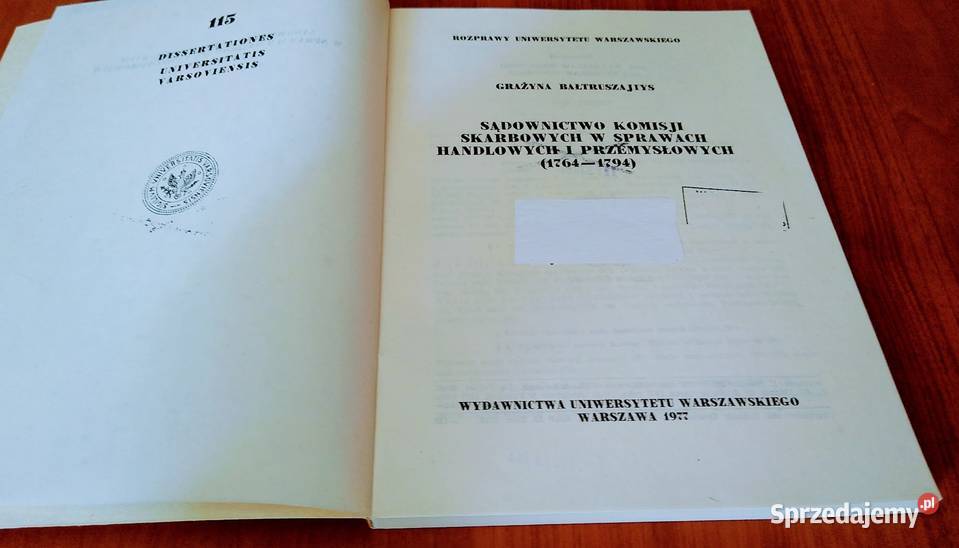 115
DISSERTATIONES
UNIVERSITATIS
VARSOVIENSIS
ROZPRAWY UNIWERSYTETU WARSZAWSKIEGO
GRAŻYNA BAŁTRUSZAJTYS
SĄDOWNICTWO KOMISJI
SKARBOWYCH W SPRAWACH
HANDLOWYCH I PRZEMYSŁOWYCH
(1764—1794)
WYDAWNICTWA UNIWERSYTETU WARSZAWSKIEGO
WARSZAWA 1977
Sprzedajemy.pl